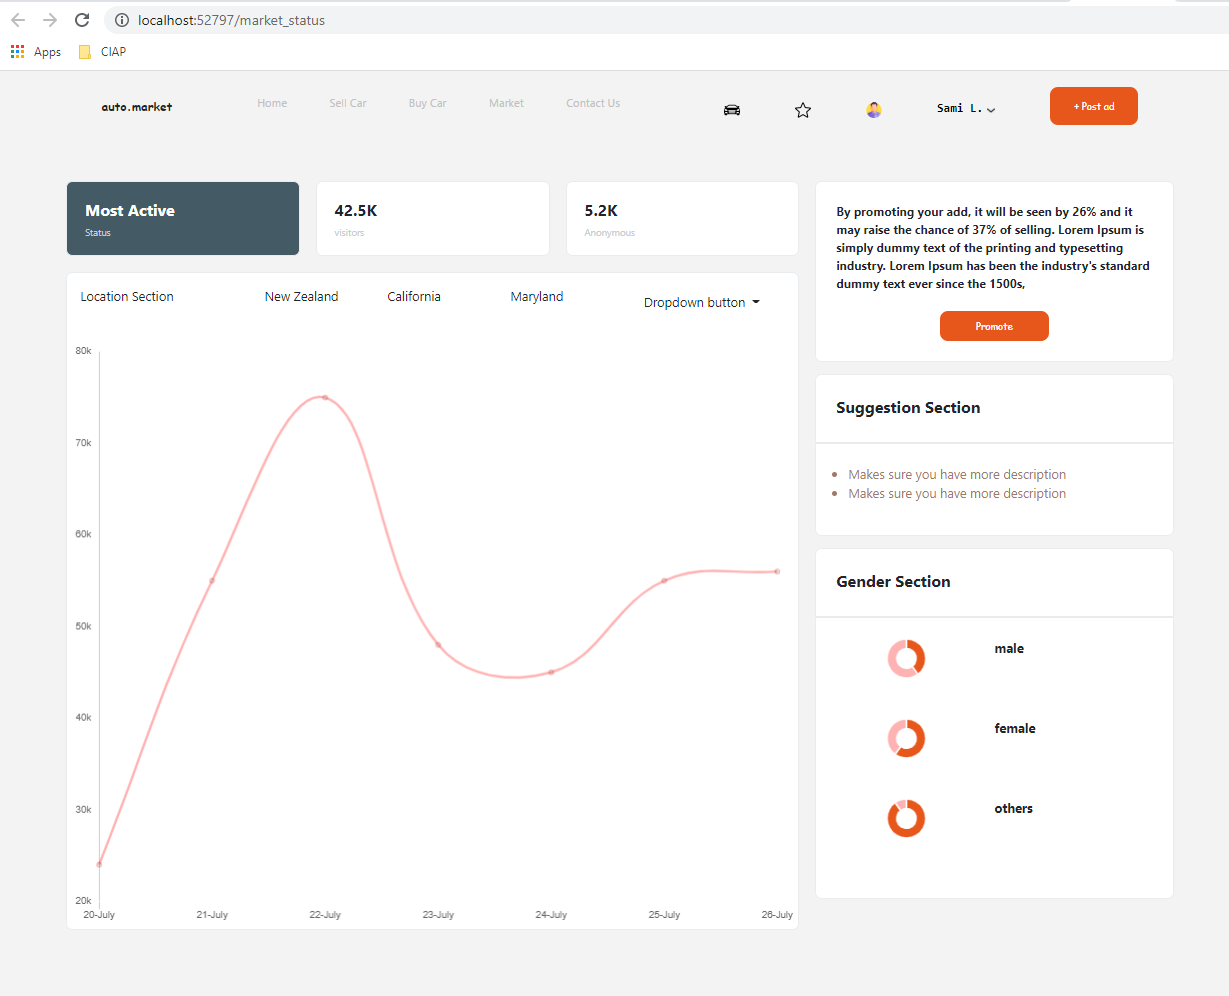 localhost:52797/market_status
Apps
CIAP
auto.market
Home
Sell Car
Buy Car
Market
Contact Us
Sami L.
+ Post ad
Most Active
Status
42.5K
visitors
5.2K
Anonymous
Location Section
New Zealand
California
Maryland
Dropdown button
80k
70k
60k
50k
40k
30k
20k
20-July
21-July
22-July
23-July
24-July
25-July
26-July
By promoting your add, it will be seen by 26% and it
may raise the chance of 37% of selling. Lorem Ipsum is
simply dummy text of the printing and typesetting
industry. Lorem Ipsum has been the industry's standard
dummy text ever since the 1500s,
Promote
Suggestion Section
Makes sure you have more description
Makes sure you have more description
Gender Section
male
female
others